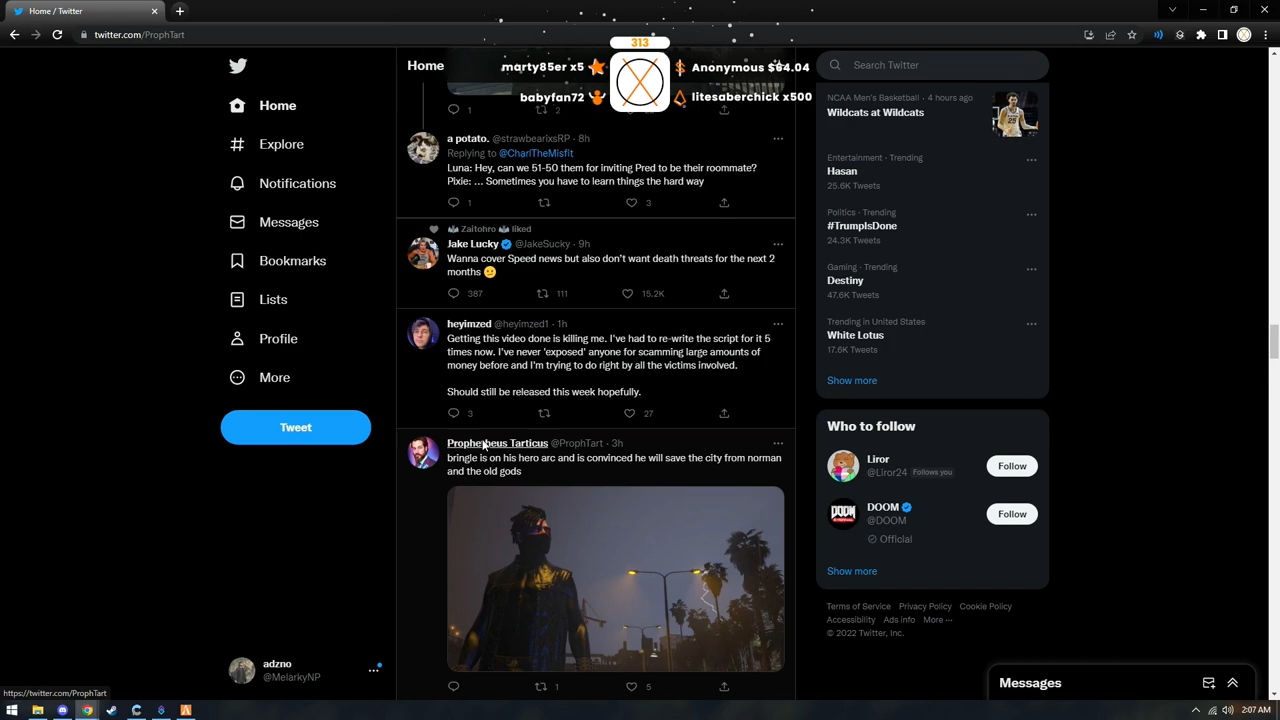 Home / Twitter
twitter.com/ProphTart
313
marty85er x5
Anonymous $64.04
babyfan72
litesaberchick x500
Home
Explore
Notifications
Messages
Bookmarks
Lists
Profile
More
Tweet
adzno
@MelarkyNP
https://twitter.com/ProphTart
Home
1
2
a potato. @strawbearixsRP · 8h
Replying to @CharlTheMisfit
Luna: Hey, can we 51-50 them for inviting Pred to be their roommate?
Pixie: ... Sometimes you have to learn things the hard way
1
3
Zaitohro liked
Jake Lucky @JakeSucky · 9h
Wanna cover Speed news but also don't want death threats for the next 2
months
387
111
15.2K
heyimzed @heyimzed1 · 1h
Getting this video done is killing me. I've had to re-write the script for it 5
times now. I've never 'exposed' anyone for scamming large amounts of
money before and I'm trying to do right by all the victims involved.
Should still be released this week hopefully.
3
27
Prophetheus Tarticus @ProphTart · 3h
bringle is on his hero arc and is convinced he will save the city from norman
and the old gods
1
5
Search Twitter
NCAA Men's Basketball · 4 hours ago
Wildcats at Wildcats
Entertainment · Trending
Hasan
25.6K Tweets
Politics · Trending
#TrumpIsDone
24.3K Tweets
Gaming · Trending
Destiny
47.6K Tweets
Trending in United States
White Lotus
17.6K Tweets
Show more
Who to follow
Liror
@Liror24 Follows you
Follow
DOOM
@DOOM
Official
Follow
Show more
Terms of Service Privacy Policy Cookie Policy
Accessibility Ads info More ···
© 2022 Twitter, Inc.
Messages
2:07 AM